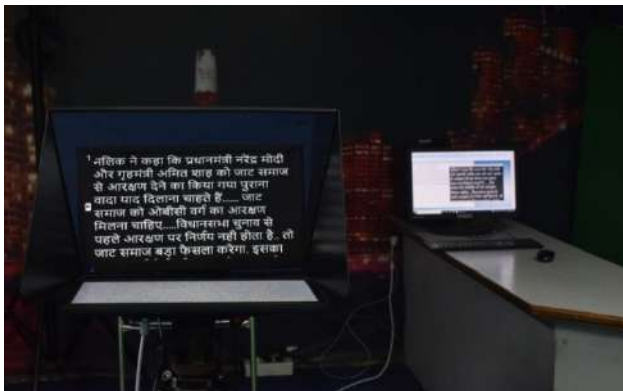 नलिक ने कहा कि प्रधानमंत्री नरेंद्र मोदी
और गृहमंत्री अमित शाह को जाट समाज
से आरक्षण देने का किया गया पुराना
वादा याद दिलाना चाहते हैं..... जाट
समाज को ओबीसी वर्ग का आरक्षण
मिलना चाहिए.....विधानसभा चुनाव से
पहले आरक्षण पर निर्णय नही होता है.. तो
जाट समाज बड़ा फैसला करेगा. इसका